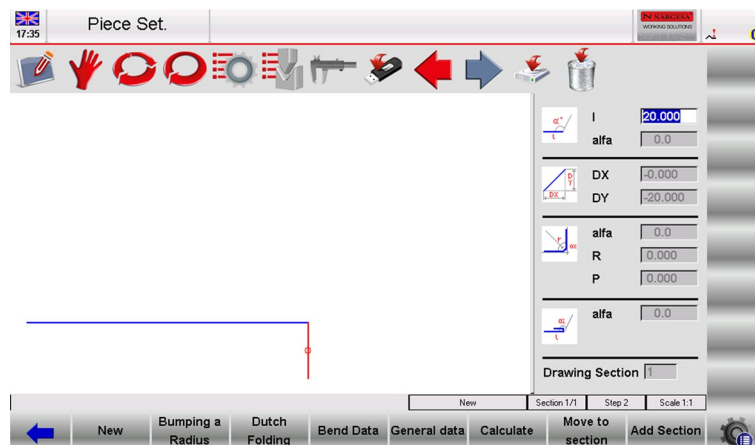 17:35
Piece Set.
N NARGESA
WORKING SOLUTIONS
α°
L
l
20.000
alfa
0.0
DX
DY
DX
-0.000
DY
-20.000
r
alfa
0.0
R
0.000
P
0.000
L
alfa
0.0
Drawing Section
1
New
Section 1/1
Step 2
Scale 1:1
New
Bumping a
Radius
Dutch
Folding
Bend Data
General data
Calculate
Move to
section
Add Section